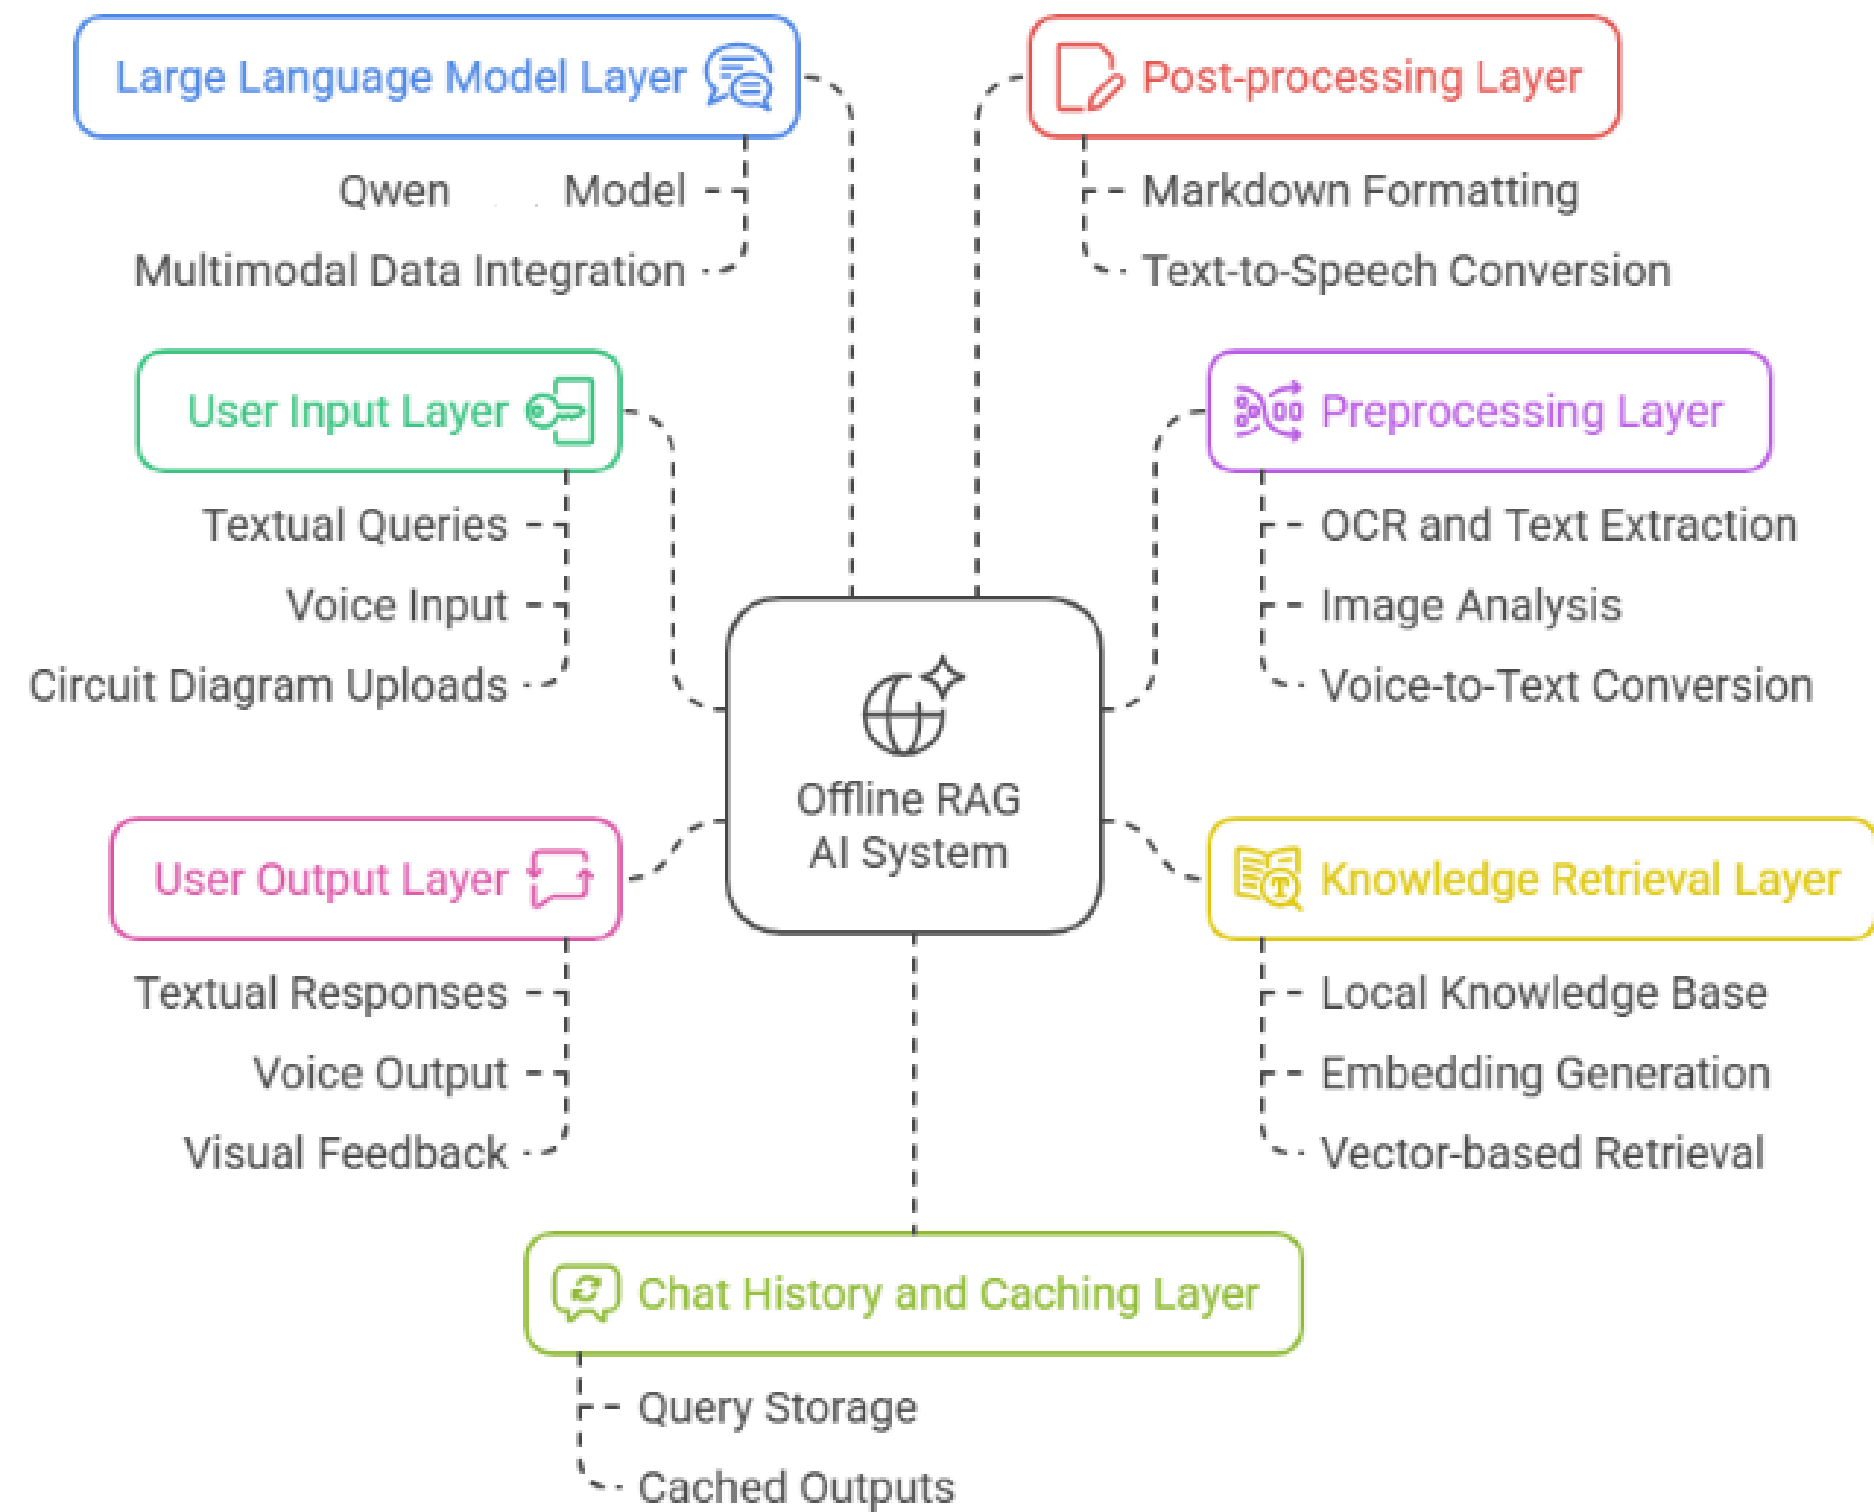 Large Language Model Layer
Qwen Model
Multimodal Data Integration
Post-processing Layer
Markdown Formatting
Text-to-Speech Conversion
User Input Layer
Textual Queries
Voice Input
Circuit Diagram Uploads
Preprocessing Layer
OCR and Text Extraction
Image Analysis
Voice-to-Text Conversion
Offline RAG
AI System
User Output Layer
Textual Responses
Voice Output
Visual Feedback
Knowledge Retrieval Layer
Local Knowledge Base
Embedding Generation
Vector-based Retrieval
Chat History and Caching Layer
Query Storage
Cached Outputs